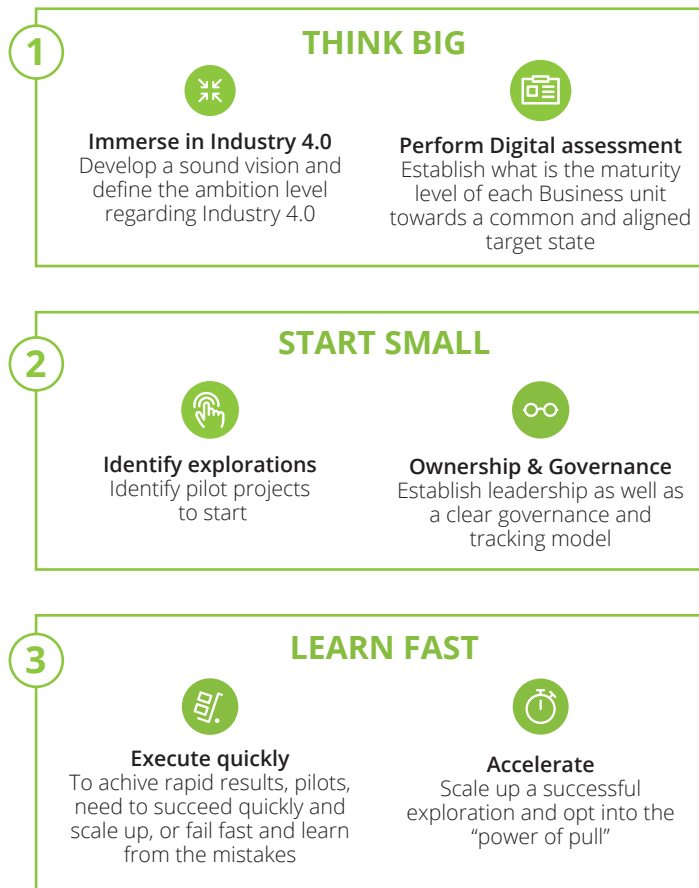 1
THINK BIG
Immerse in Industry 4.0
Develop a sound vision and
define the ambition level
regarding Industry 4.0
Perform Digital assessment
Establish what is the maturity
level of each Business unit
towards a common and aligned
target state
2
START SMALL
Identify explorations
Identify pilot projects
to start
Ownership & Governance
Establish leadership as well as
a clear governance and
tracking model
3
LEARN FAST
Execute quickly
To achive rapid results, pilots,
need to succeed quickly and
scale up, or fail fast and learn
from the mistakes
Accelerate
Scale up a successful
exploration and opt into the
“power of pull”